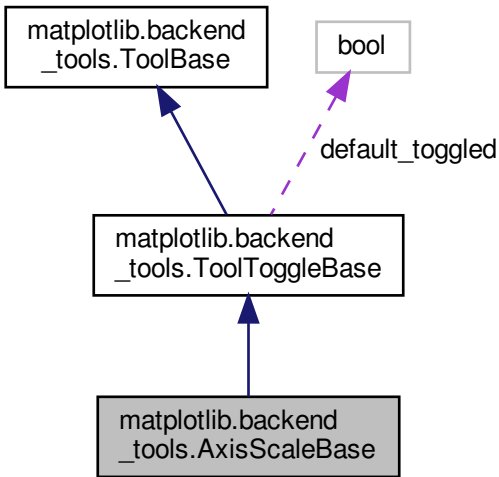 matplotlib.backend
_tools.ToolBase
bool
default_toggled
matplotlib.backend
_tools.ToolToggleBase
matplotlib.backend
_tools.AxisScaleBase